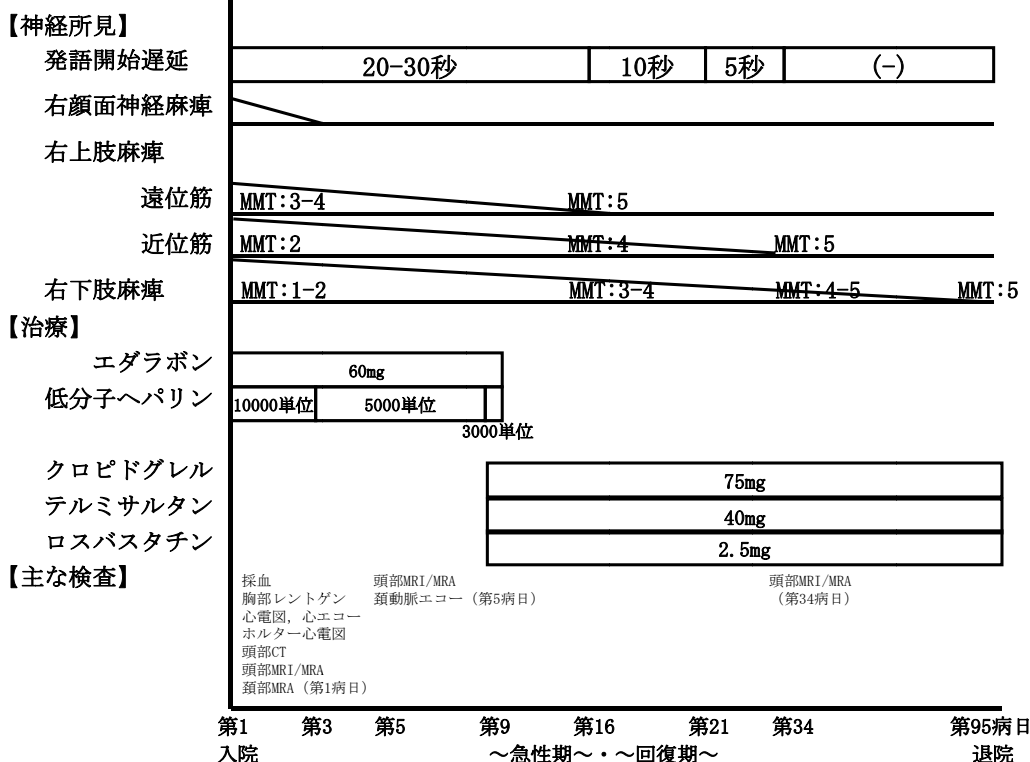 【神経所見】
発語開始遅延 20-30秒 10秒 5秒 (-)
右顔面神経麻痺
右上肢麻痺
遠位筋 MMT:3-4 MMT:5
近位筋 MMT:2 MMT:4 MMT:5
右下肢麻痺 MMT:1-2 MMT:3-4 MMT:4-5 MMT:5
【治療】
エダラボン 60mg
低分子ヘパリン 10000単位 5000単位
3000単位
クロピドグレル 75mg
テルミサルタン 40mg
ロスバスタチン 2.5mg
【主な検査】 採血 頭部MRI/MRA 頭部MRI/MRA
胸部レントゲン 頚動脈エコー（第5病日） （第34病日）
心電図，心エコー
ホルター心電図
頭部CT
頭部MRI/MRA
頚部MRA（第1病日）
第1 第3 第5 第9 第16 第21 第34 第95病日
入院 ～急性期～・～回復期～ 退院